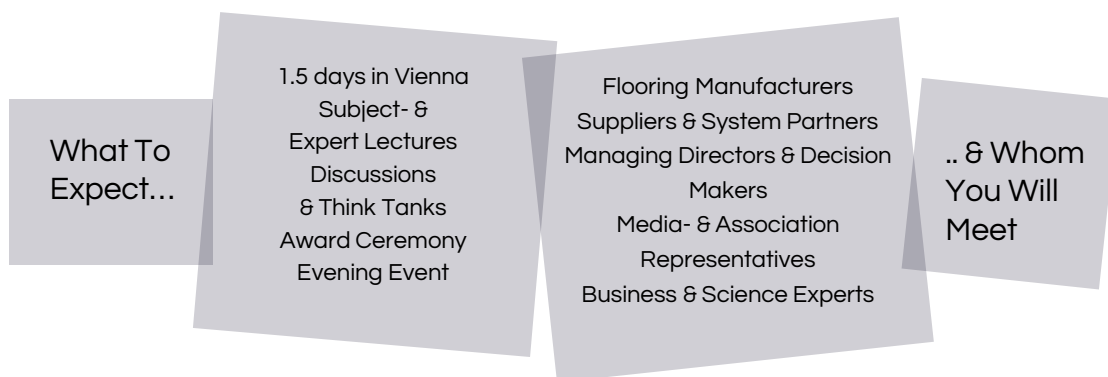 What To
Expect...
1.5 days in Vienna
Subject- &
Expert Lectures
Discussions
& Think Tanks
Award Ceremony
Evening Event
Flooring Manufacturers
Suppliers & System Partners
Managing Directors & Decision
Makers
Media- & Association
Representatives
Business & Science Experts
.. & Whom
You Will
Meet